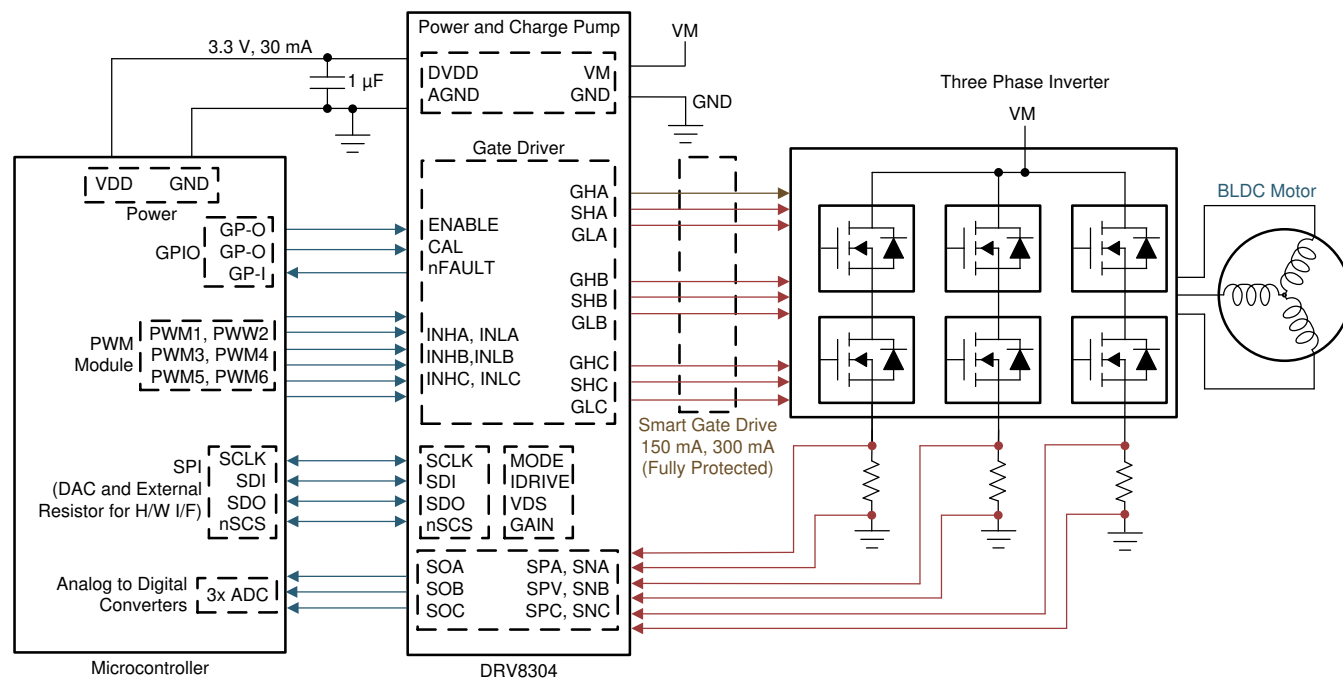 Power and Charge Pump
VM
3.3 V, 30 mA
1 µF
DVDD
AGND
VM
GND
GND
Three Phase Inverter
VM
Gate Driver
VDD
GND
Power
GPIO
GP-O
GP-O
GP-I
ENABLE
CAL
nFAULT
GHA
SHA
GLA
GHB
SHB
GLB
GHC
SHC
GLC
BLDC Motor
PWM
Module
PWM1, PWW2
PWM3, PWM4
PWM5, PWM6
INHA, INLA
INHB,INLB
INHC, INLC
Smart Gate Drive
150 mA, 300 mA
(Fully Protected)
SPI
(DAC and External
Resistor for H/W I/F)
SCLK
SDI
SDO
nSCS
SCLK
SDI
SDO
nSCS
MODE
IDRIVE
VDS
GAIN
Analog to Digital
Converters
3x ADC
SOA
SOB
SOC
SPA, SNA
SPV, SNB
SPC, SNC
Microcontroller
DRV8304